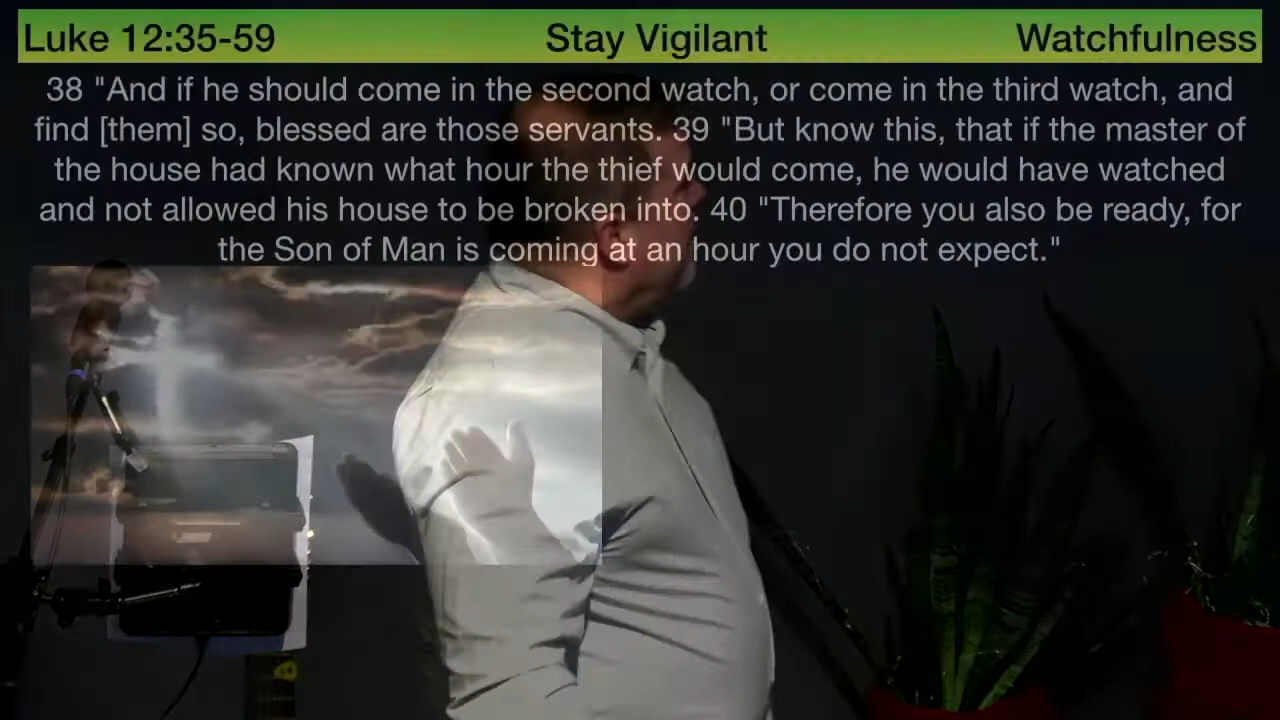 Luke 12:35-59 Stay Vigilant Watchfulness
38 "And if he should come in the second watch, or come in the third watch, and
find [them] so, blessed are those servants. 39 "But know this, that if the master of
the house had known what hour the thief would come, he would have watched
and not allowed his house to be broken into. 40 "Therefore you also be ready, for
the Son of Man is coming at an hour you do not expect."